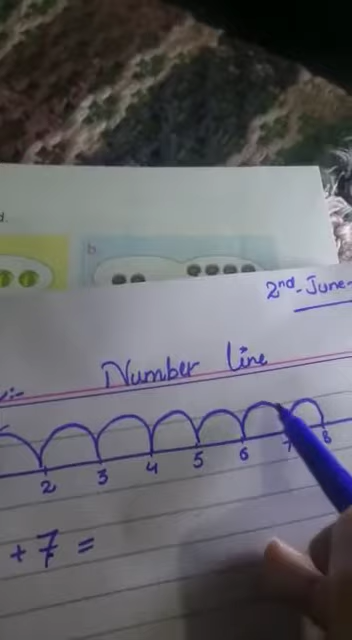 d.
b.
2nd-June-
:-
Number line
2 3 4 5 6 7 8
+7=